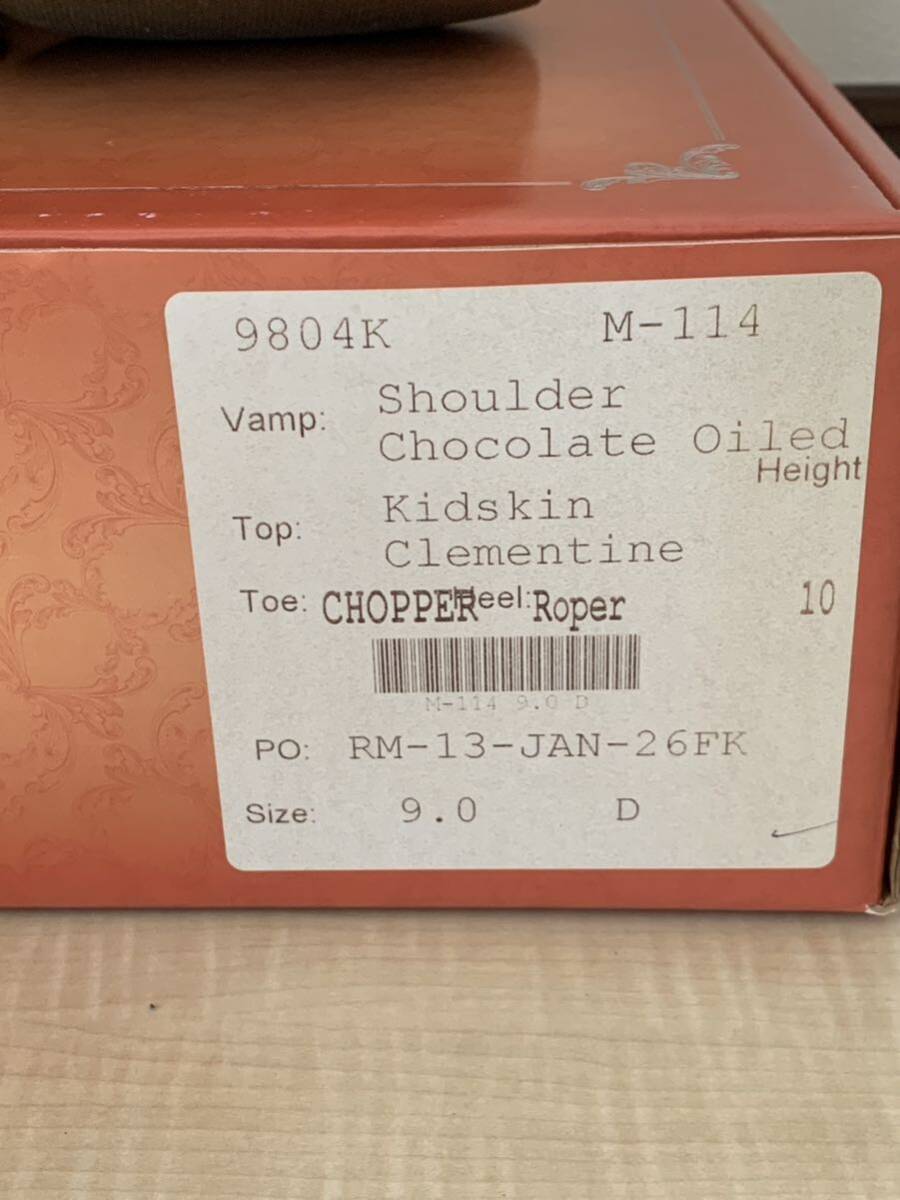 9804K M-114
Vamp: Shoulder
Chocolate Oiled
Height
Top: Kidskin
Clementine
Toe: CHOPPER Heel: Roper 10
M-114 9.0 D
PO: RM-13-JAN-26FK
Size: 9.0 D